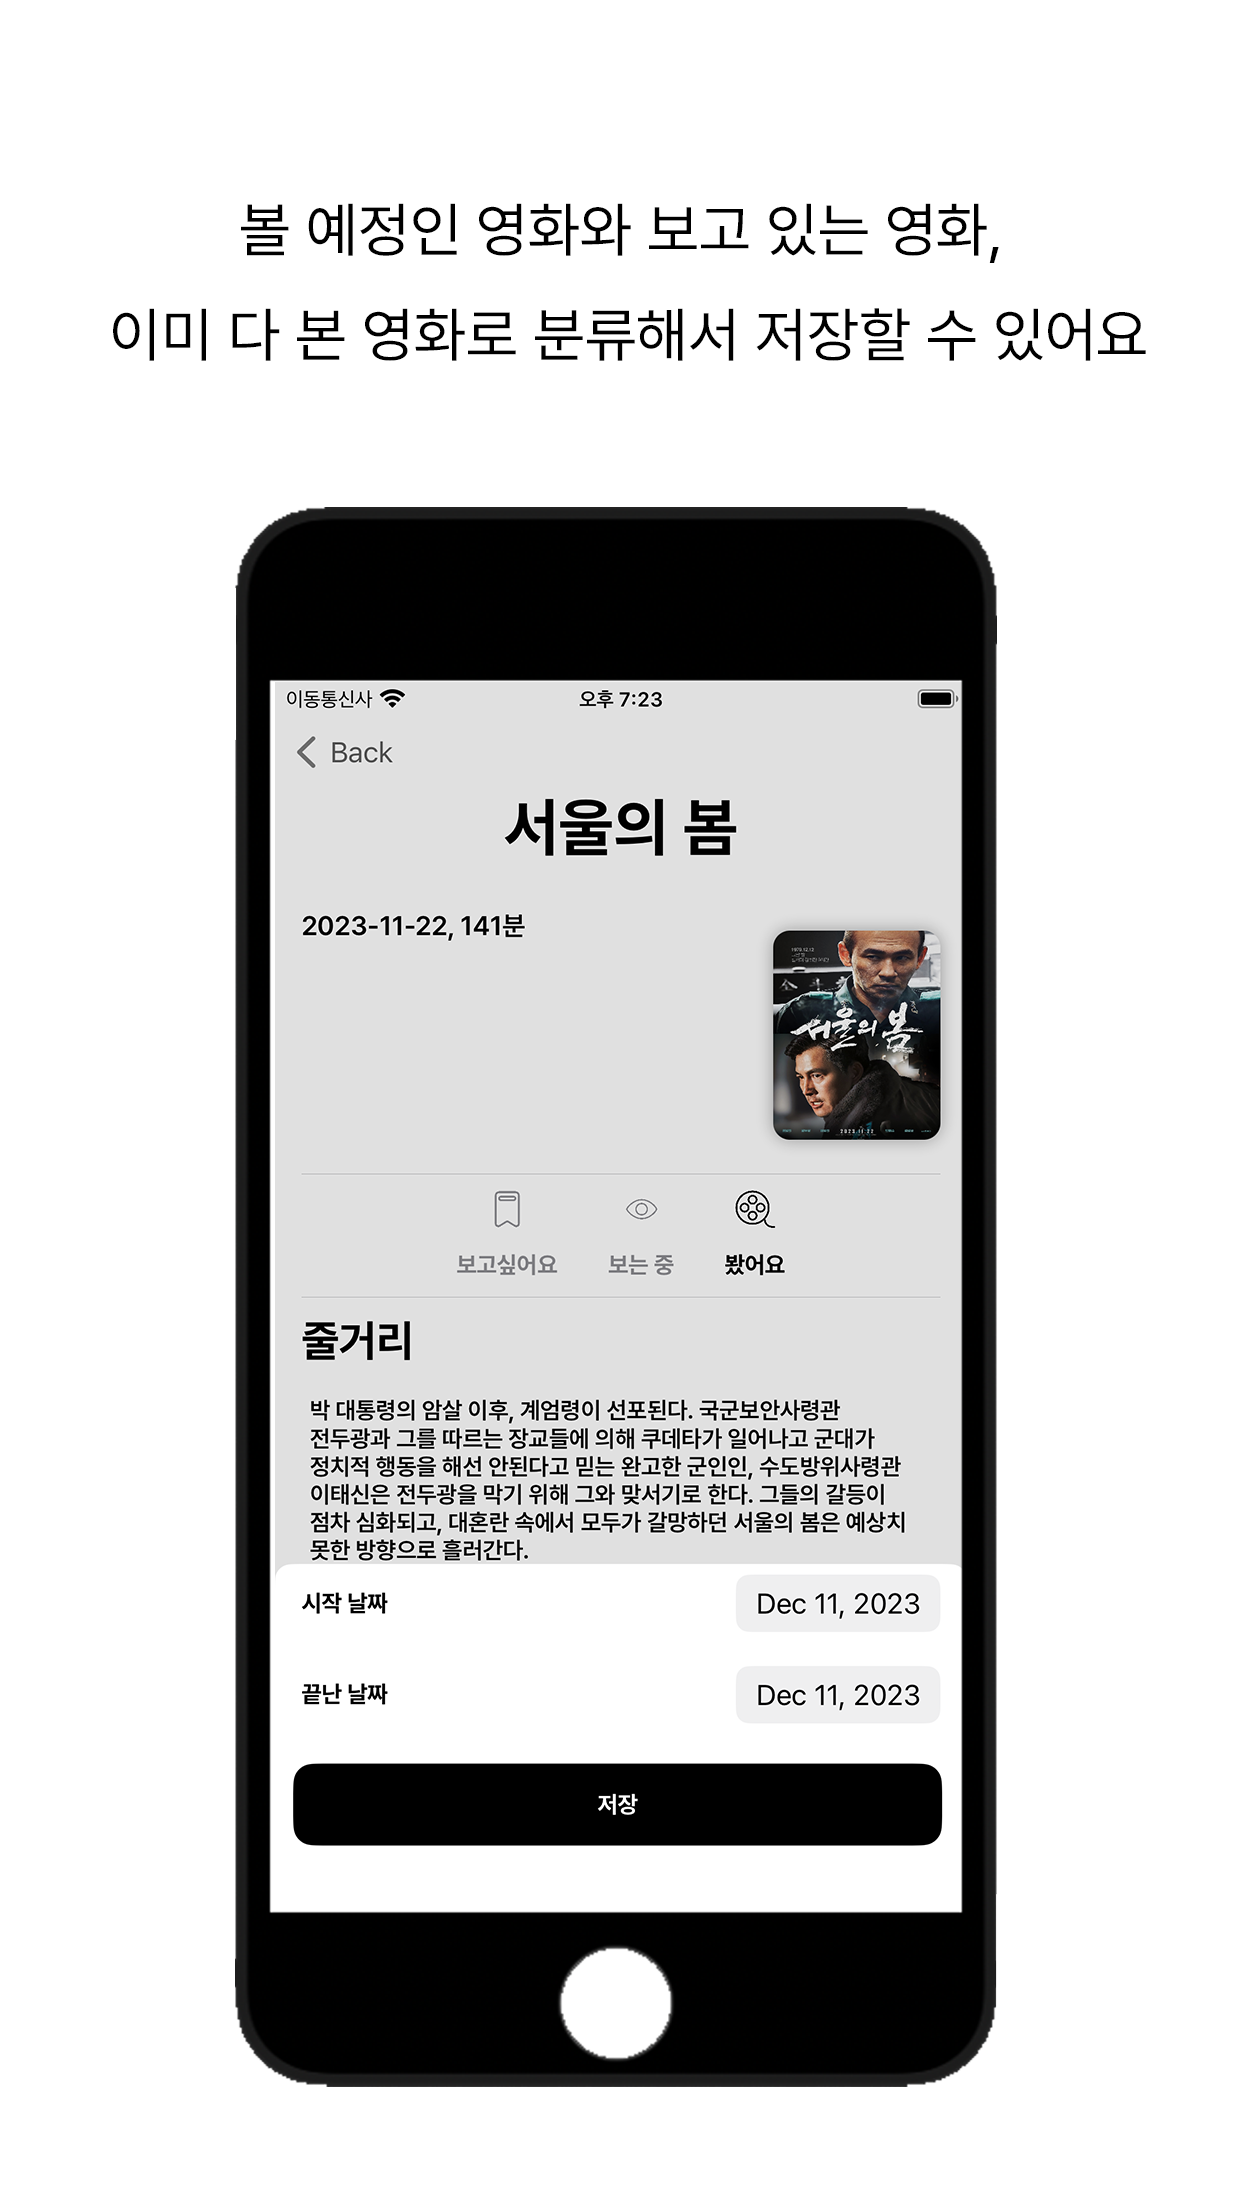 볼 예정인 영화와 보고 있는 영화,
이미 다 본 영화로 분류해서 저장할 수 있어요
이동통신사 오후 7:23
Back
서울의 봄
2023-11-22, 141분
서울의 봄
2023.11.22
보고싶어요 보는 중 봤어요
줄거리
박 대통령의 암살 이후, 계엄령이 선포된다. 국군보안사령관
전두광과 그를 따르는 장교들에 의해 쿠데타가 일어나고 군대가
정치적 행동을 해선 안된다고 믿는 완고한 군인인, 수도방위사령관
이태신은 전두광을 막기 위해 그와 맞서기로 한다. 그들의 갈등이
점차 심화되고, 대혼란 속에서 모두가 갈망하던 서울의 봄은 예상치
못한 방향으로 흘러간다.
시작 날짜 Dec 11, 2023
끝난 날짜 Dec 11, 2023
저장